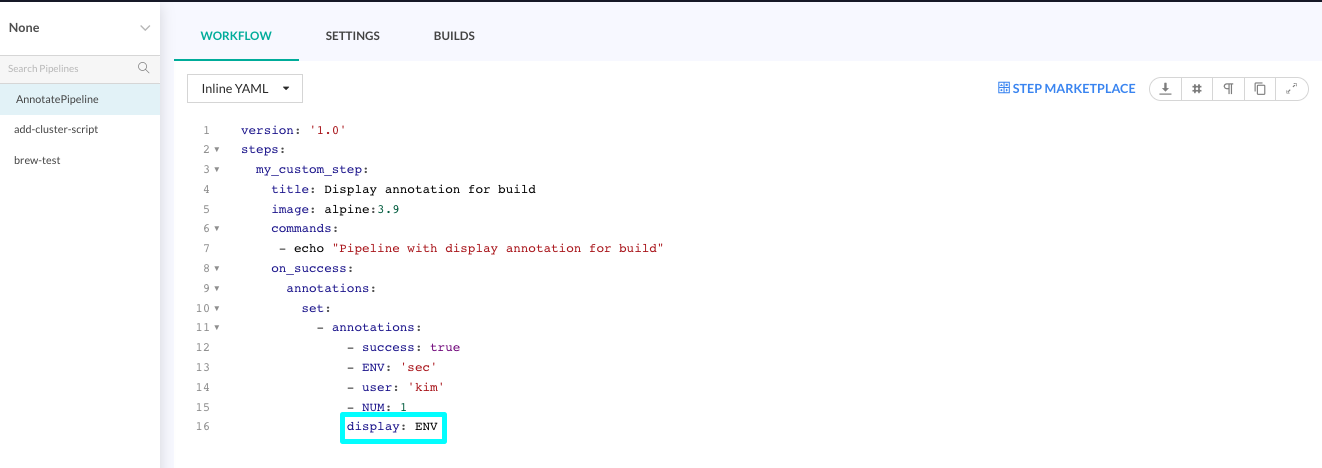 None
Search Pipelines
AnnotatePipeline
add-cluster-script
brew-test
WORKFLOW SETTINGS BUILDS
Inline YAML
STEP MARKETPLACE
1 version: '1.0'
2 steps:
3 my_custom_step:
4 title: Display annotation for build
5 image: alpine:3.9
6 commands:
7 - echo "Pipeline with display annotation for build"
8 on_success:
9 annotations:
10 set:
11 - annotations:
12 - success: true
13 - ENV: 'sec'
14 - user: 'kim'
15 - NUM: 1
16 display: ENV